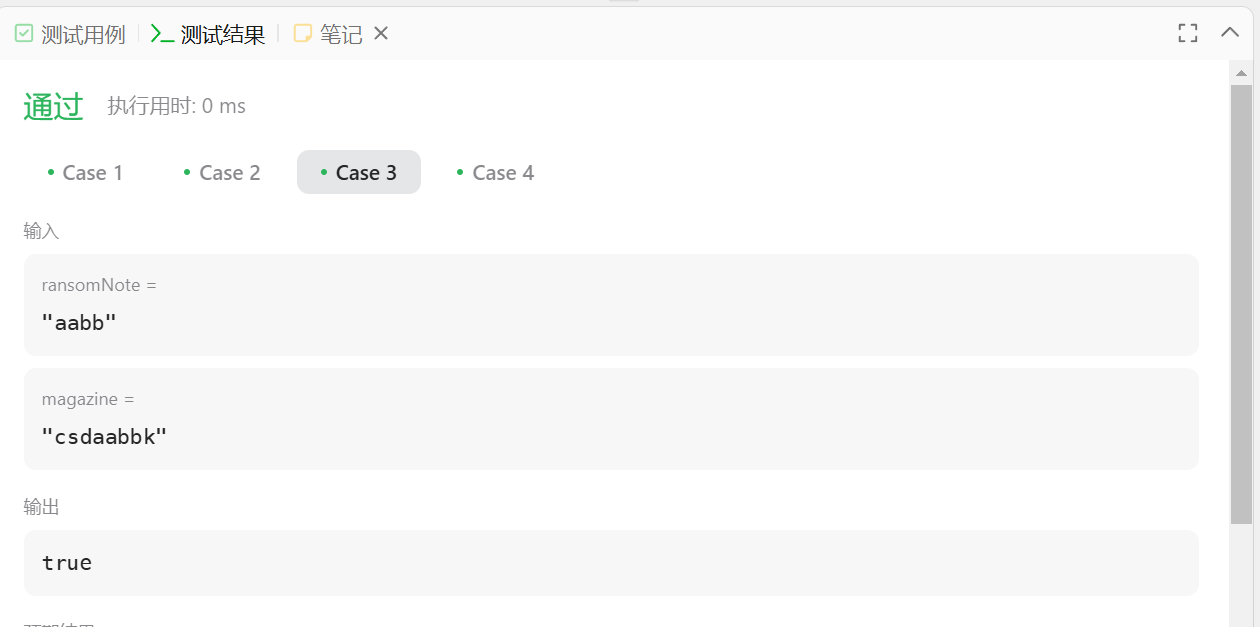 测试用例 测试结果 笔记
通过 执行用时: 0 ms
Case 1 Case 2 Case 3 Case 4
输入
ransomNote =
"aabb"
magazine =
"csdaabbk"
输出
true